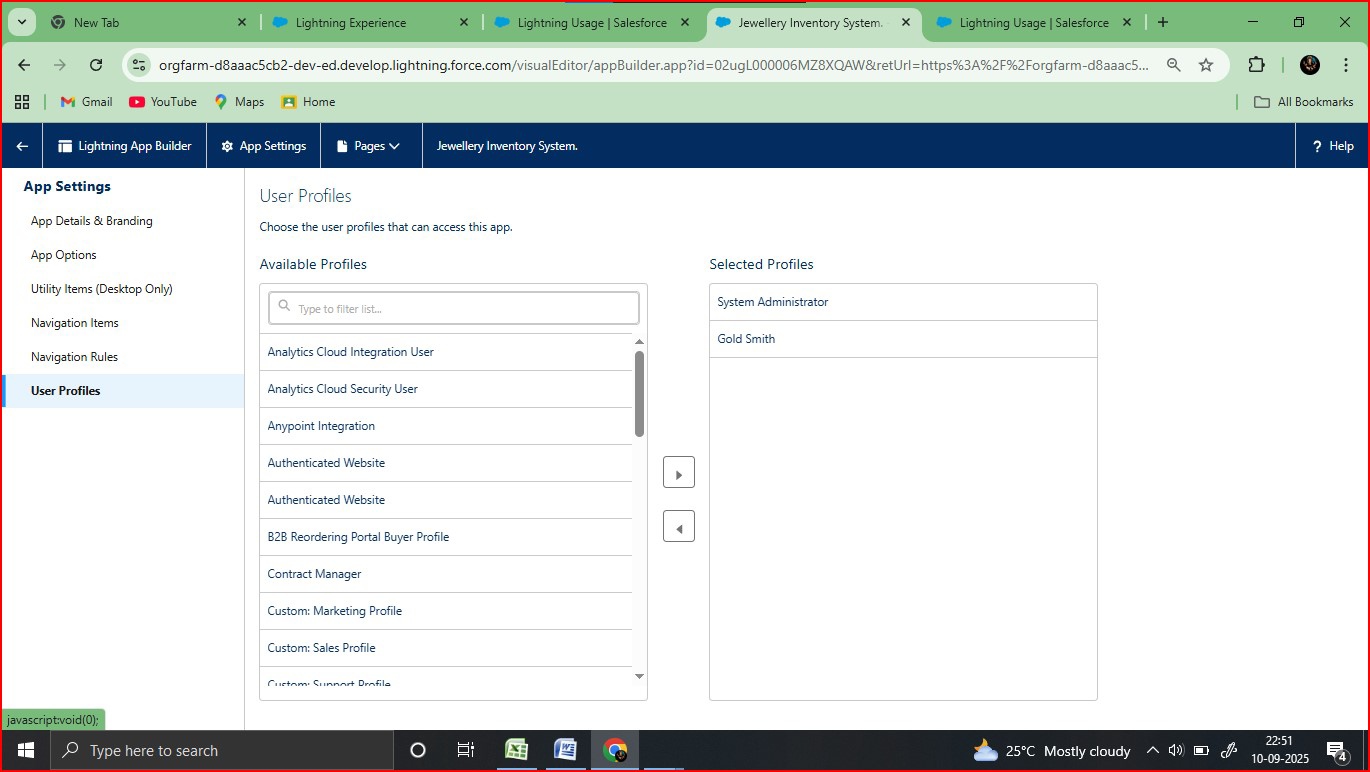 New Tab
Lightning Experience
Lightning Usage | Salesforce
Jewellery Inventory System.
Lightning Usage | Salesforce
orgfarm-d8aaac5cb2-dev-ed.develop.lightning.force.com/visualEditor/appBuilder.app?id=02ugL000006MZ8XQAW&retUrl=https%3A%2F%2Forgfarm-d8aaac5...
Gmail
YouTube
Maps
Home
All Bookmarks
Lightning App Builder
App Settings
Pages
Jewellery Inventory System.
? Help
App Settings
App Details & Branding
App Options
Utility Items (Desktop Only)
Navigation Items
Navigation Rules
User Profiles
User Profiles
Choose the user profiles that can access this app.
Available Profiles
Type to filter list...
Analytics Cloud Integration User
Analytics Cloud Security User
Anypoint Integration
Authenticated Website
Authenticated Website
B2B Reordering Portal Buyer Profile
Contract Manager
Custom: Marketing Profile
Custom: Sales Profile
Custom: Support Profile
Selected Profiles
System Administrator
Gold Smith
javascript:void(0);
Type here to search
25°C Mostly cloudy
22:51
10-09-2025
4